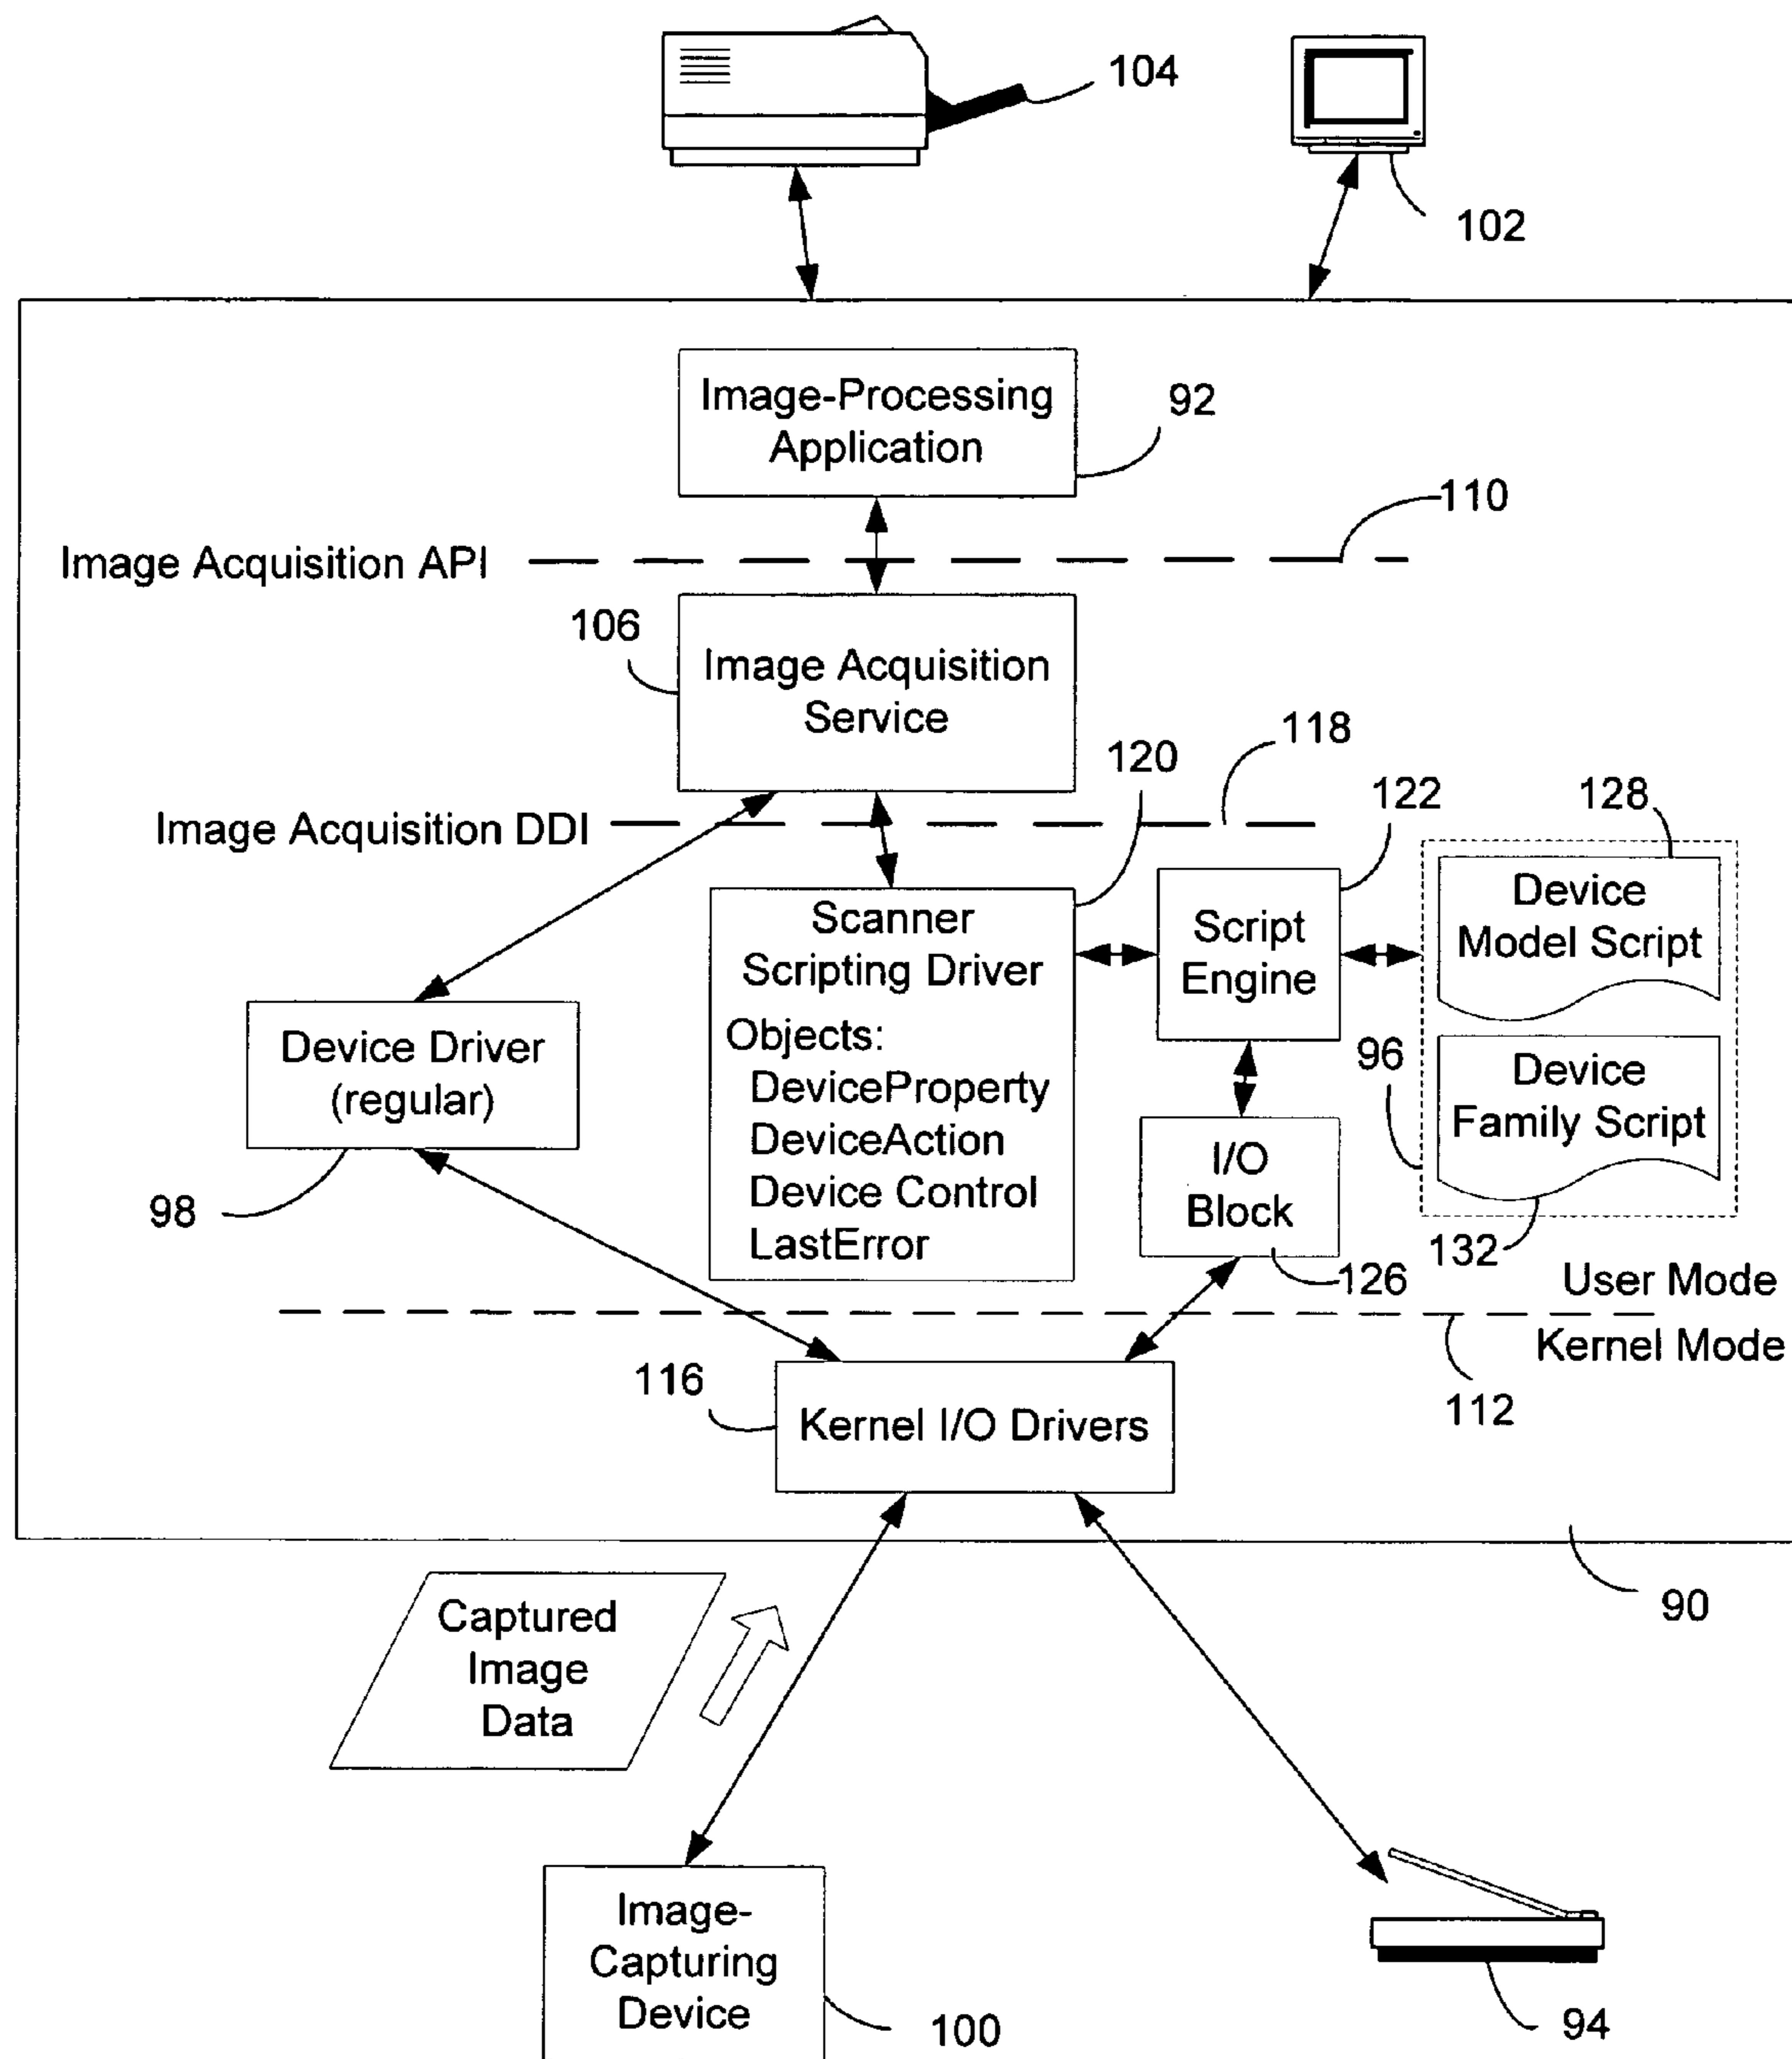 104
102
Image-Processing
Application
92
110
Image Acquisition API
106
Image Acquisition
Service
118
120
122
128
Image Acquisition DDI
Scanner
Scripting Driver
Objects:
DeviceProperty
DeviceAction
Device Control
LastError
Script
Engine
Device
Model Script
Device Driver
(regular)
96
Device
Family Script
98
I/O
Block
126
132
User Mode
Kernel Mode
112
116
Kernel I/O Drivers
90
Captured
Image
Data
Image-
Capturing
Device
100
94